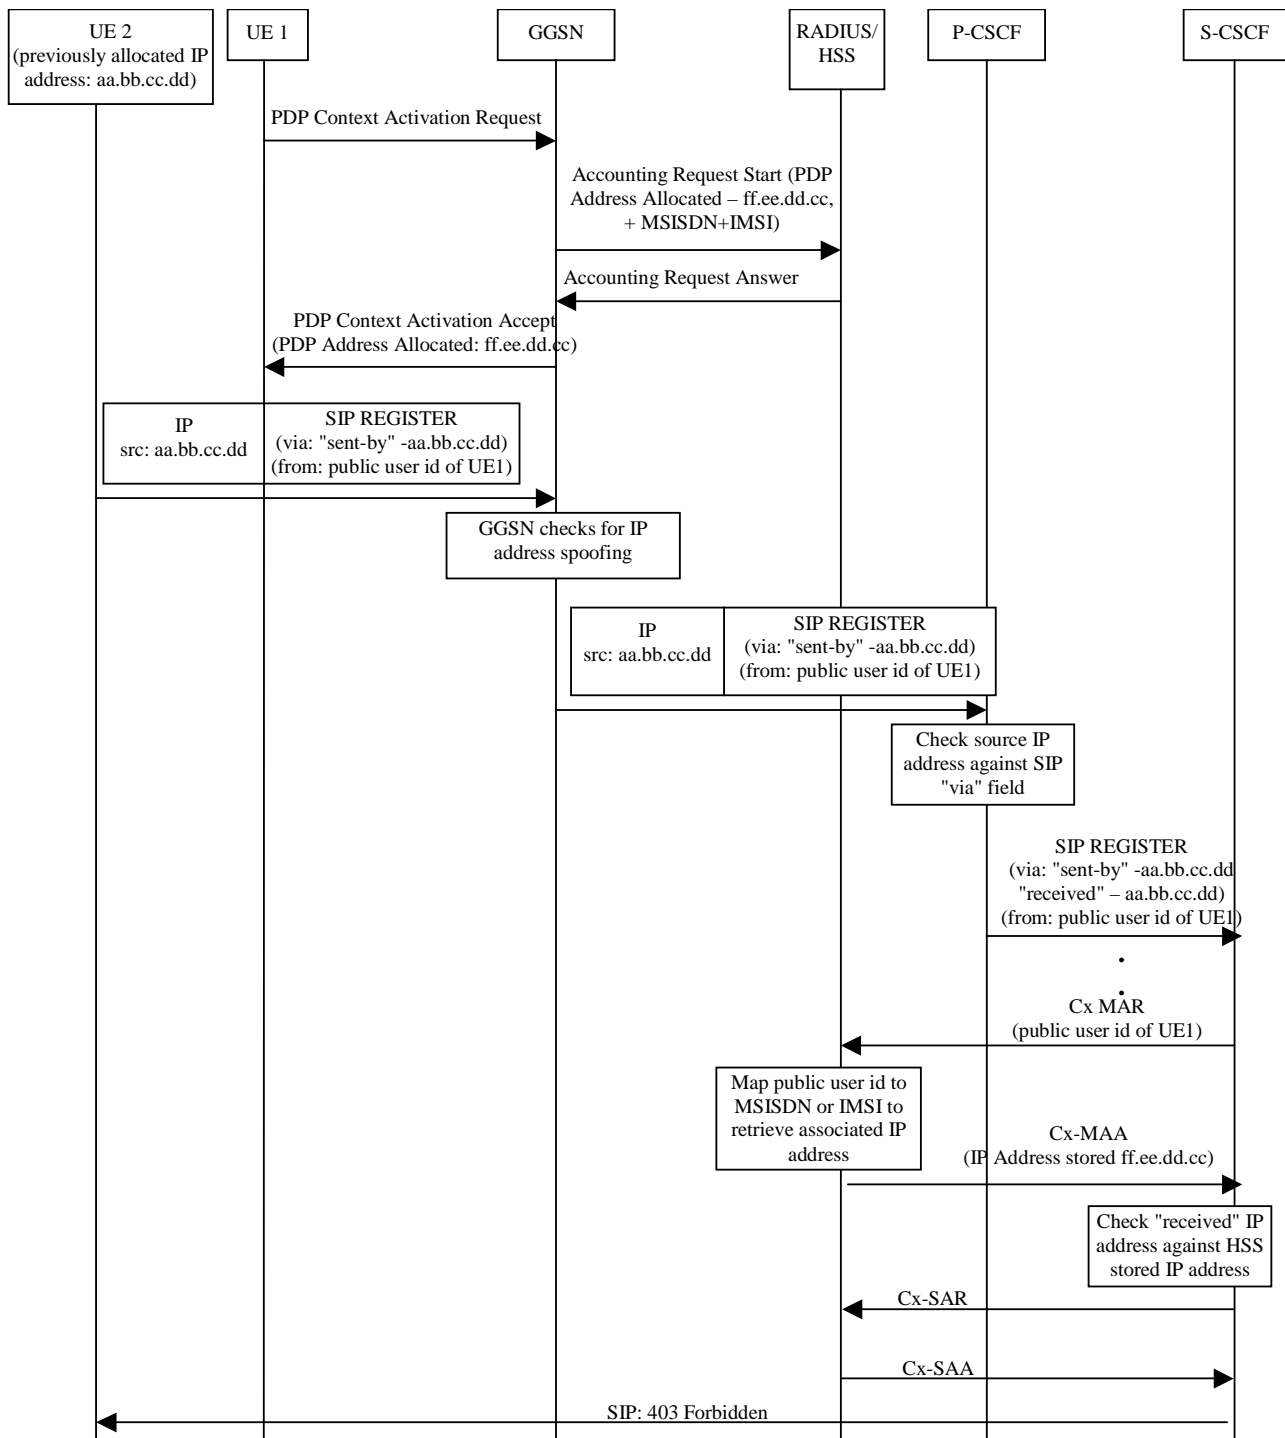 UE 2
(previously allocated IP
address: aa.bb.cc.dd)
UE 1
GGSN
RADIUS/
HSS
P-CSCF
S-CSCF
PDP Context Activation Request
Accounting Request Start (PDP
Address Allocated – ff.ee.dd.cc,
+ MSISDN+IMSI)
Accounting Request Answer
PDP Context Activation Accept
(PDP Address Allocated: ff.ee.dd.cc)
IP
src: aa.bb.cc.dd
SIP REGISTER
(via: "sent-by" -aa.bb.cc.dd)
(from: public user id of UE1)
GGSN checks for IP
address spoofing
IP
src: aa.bb.cc.dd
SIP REGISTER
(via: "sent-by" -aa.bb.cc.dd)
(from: public user id of UE1)
Check source IP
address against SIP
"via" field
SIP REGISTER
(via: "sent-by" -aa.bb.cc.dd
"received" – aa.bb.cc.dd)
(from: public user id of UE1)
.
.
Cx MAR
(public user id of UE1)
Map public user id to
MSISDN or IMSI to
retrieve associated IP
address
Cx-MAA
(IP Address stored ff.ee.dd.cc)
Check "received" IP
address against HSS
stored IP address
Cx-SAR
Cx-SAA
SIP: 403 Forbidden